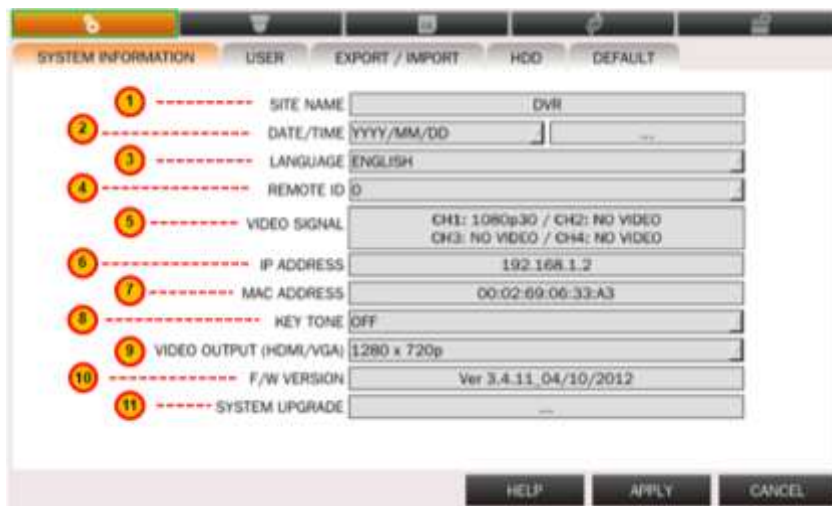 SYSTEM INFORMATION USER EXPORT / IMPORT HDD DEFAULT
1 SITE NAME DVR
2 DATE/TIME YYYY/MM/DD ...
3 LANGUAGE ENGLISH
4 REMOTE ID 0
5 VIDEO SIGNAL CH1: 1080p30 / CH2: NO VIDEO
CH3: NO VIDEO / CH4: NO VIDEO
6 IP ADDRESS 192.168.1.2
7 MAC ADDRESS 00:02:69:06:33:A3
8 KEY TONE OFF
9 VIDEO OUTPUT (HDMI/VGA) 1280 x 720p
10 F/W VERSION Ver 3.4.11_04/10/2012
11 SYSTEM UPGRADE ...
HELP APPLY CANCEL